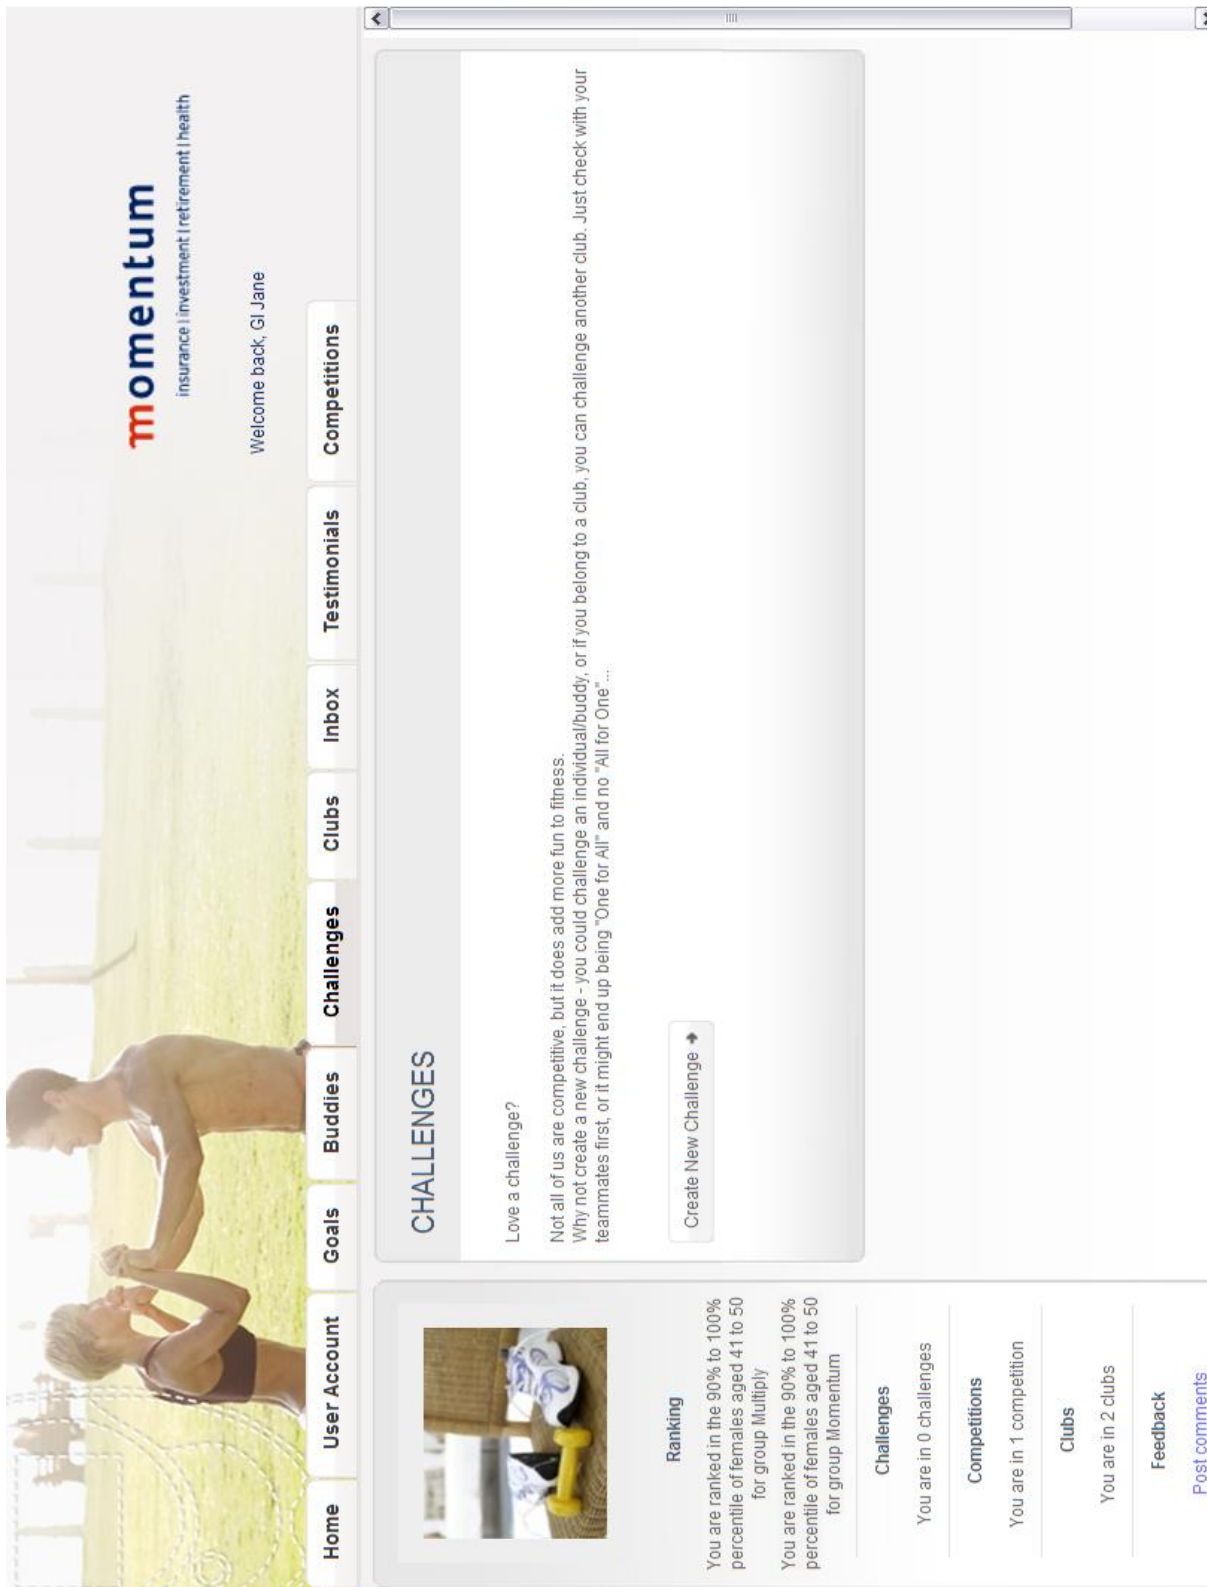 momentum
insurance | investment | retirement | health
Welcome back, GI Jane
Home
User Account
Goals
Buddies
Challenges
Clubs
Inbox
Testimonials
Competitions
Ranking
You are ranked in the 90% to 100%
percentile of females aged 41 to 50
for group Multiply
You are ranked in the 90% to 100%
percentile of females aged 41 to 50
for group Momentum
Challenges
You are in 0 challenges
Competitions
You are in 1 competition
Clubs
You are in 2 clubs
Feedback
Post comments
CHALLENGES
Love a challenge?
Not all of us are competitive, but it does add more fun to fitness.
Why not create a new challenge - you could challenge an individual/buddy, or if you belong to a club, you can challenge another club. Just check with your
teammates first, or it might end up being "One for All" and no "All for One"...
Create New Challenge